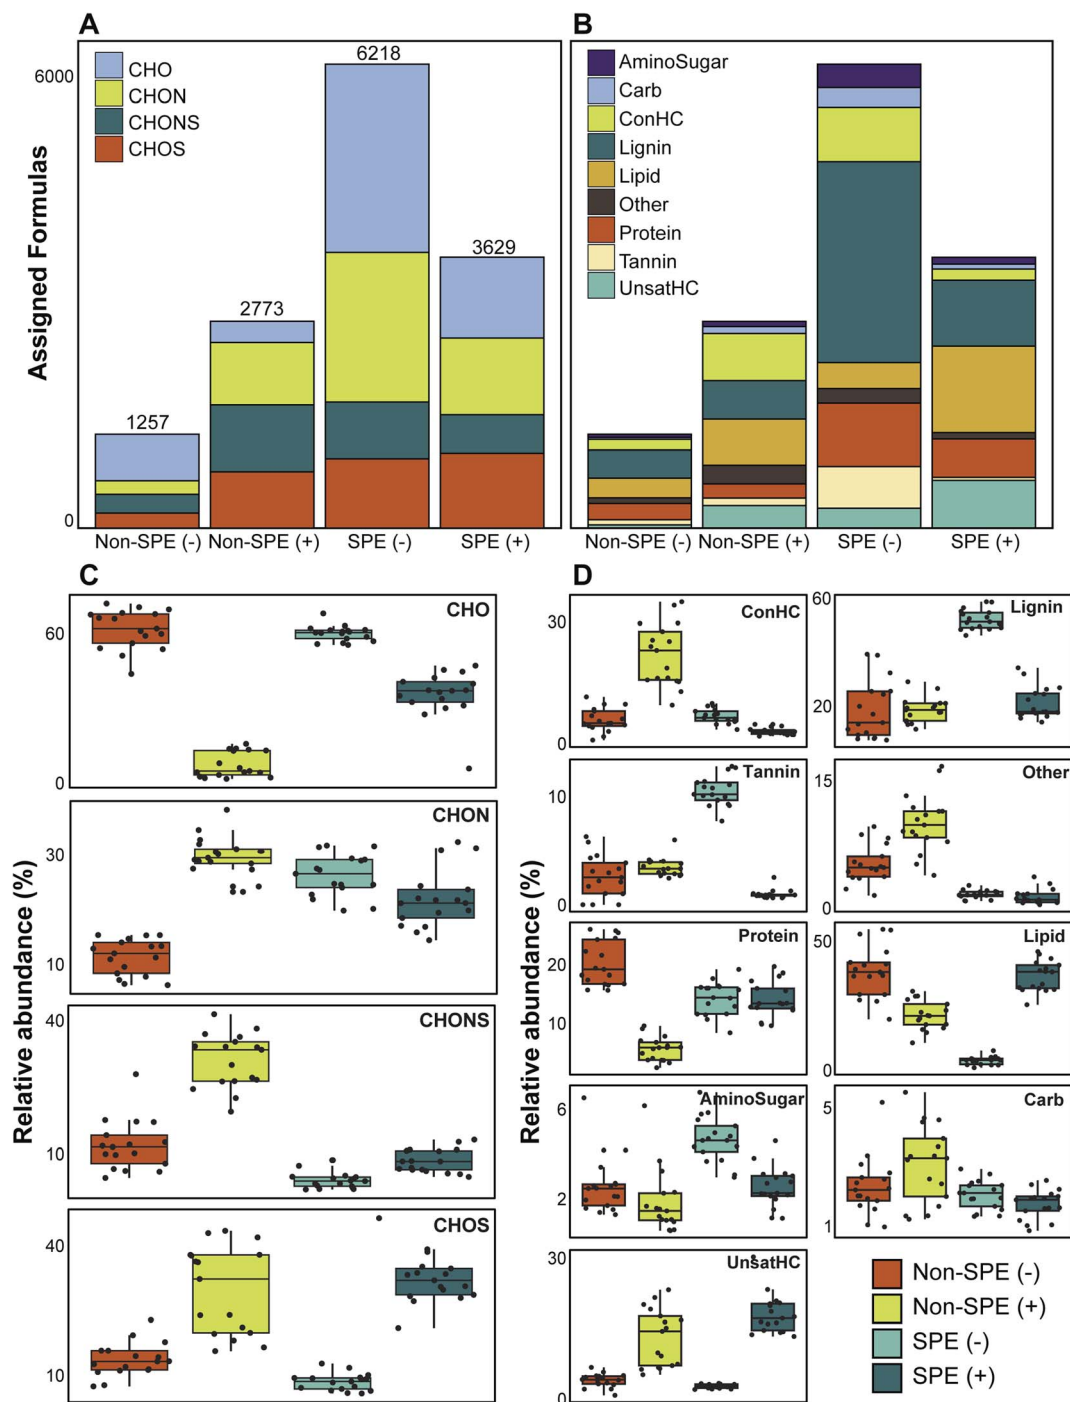 A
B
6218
6000
CHO
CHON
CHONS
CHOS
3629
2773
1257
Assigned Formulas
0
Non-SPE (-)
Non-SPE (+)
SPE (-)
SPE (+)
AminoSugar
Carb
ConHC
Lignin
Lipid
Other
Protein
Tannin
UnsatHC
Non-SPE (-)
Non-SPE (+)
SPE (-)
SPE (+)
C
CHO
60
0
CHON
30
10
CHONS
40
10
CHOS
40
10
Relative abundance (%)
D
ConHC
30
0
Lignin
60
20
Tannin
10
0
Other
15
0
Protein
20
10
Lipid
50
0
AminoSugar
6
2
Carb
5
1
UnsatHC
30
0
Relative abundance (%)
Non-SPE (-)
Non-SPE (+)
SPE (-)
SPE (+)